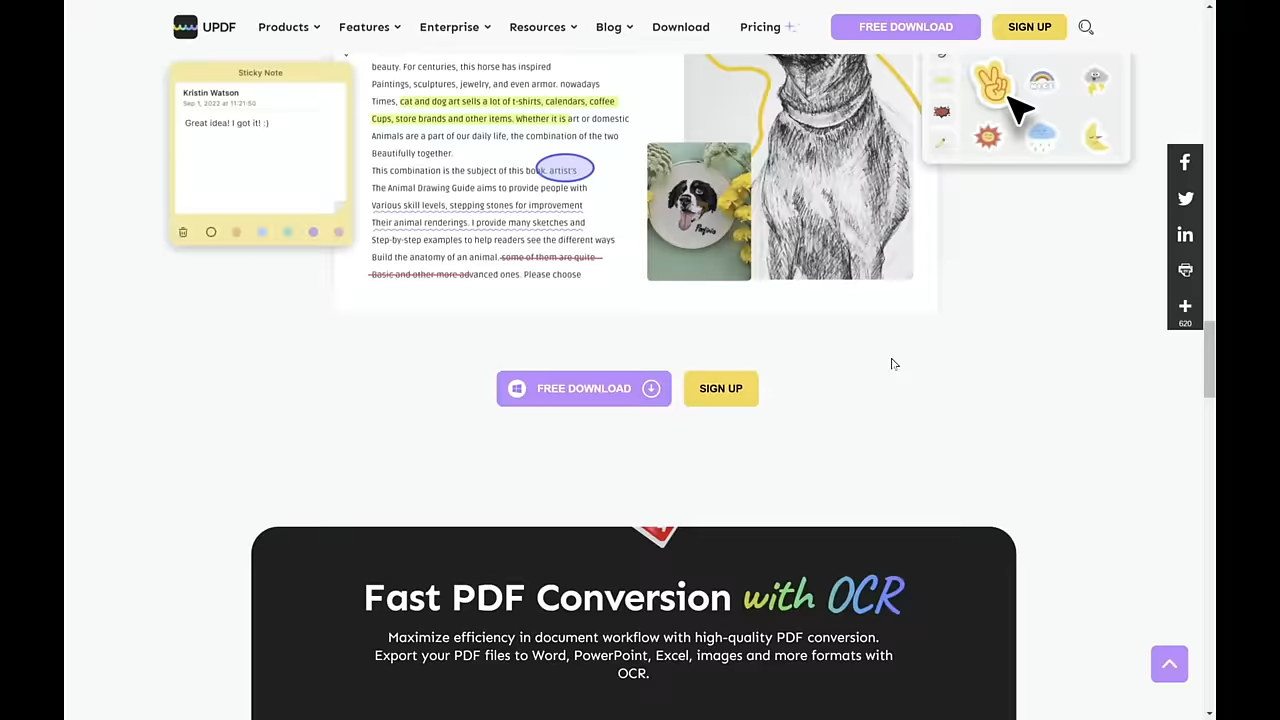 UPDF
Products
Features
Enterprise
Resources
Blog
Download
Pricing
FREE DOWNLOAD
SIGN UP
Sticky Note
Kristin Watson
Sep 1, 2022 at 11:21:50
Great idea! I got it! :)
beauty. For centuries, this horse has inspired
Paintings, sculptures, jewelry, and even armor. nowadays
Times, cat and dog art sells a lot of t-shirts, calendars, coffee
Cups, store brands and other items. Whether it is art or domestic
Animals are a part of our daily life, the combination of the two
Beautifully together.
This combination is the subject of this book. artist's
The Animal Drawing Guide aims to provide people with
Various skill levels, stepping stones for improvement
Their animal renderings. I provide many sketches and
Step-by-step examples to help readers see the different ways
Build the anatomy of an animal. some of them are quite
Basic and other more advanced ones. Please choose
620
FREE DOWNLOAD
SIGN UP
Fast PDF Conversion with OCR
Maximize efficiency in document workflow with high-quality PDF conversion.
Export your PDF files to Word, PowerPoint, Excel, images and more formats with
OCR.